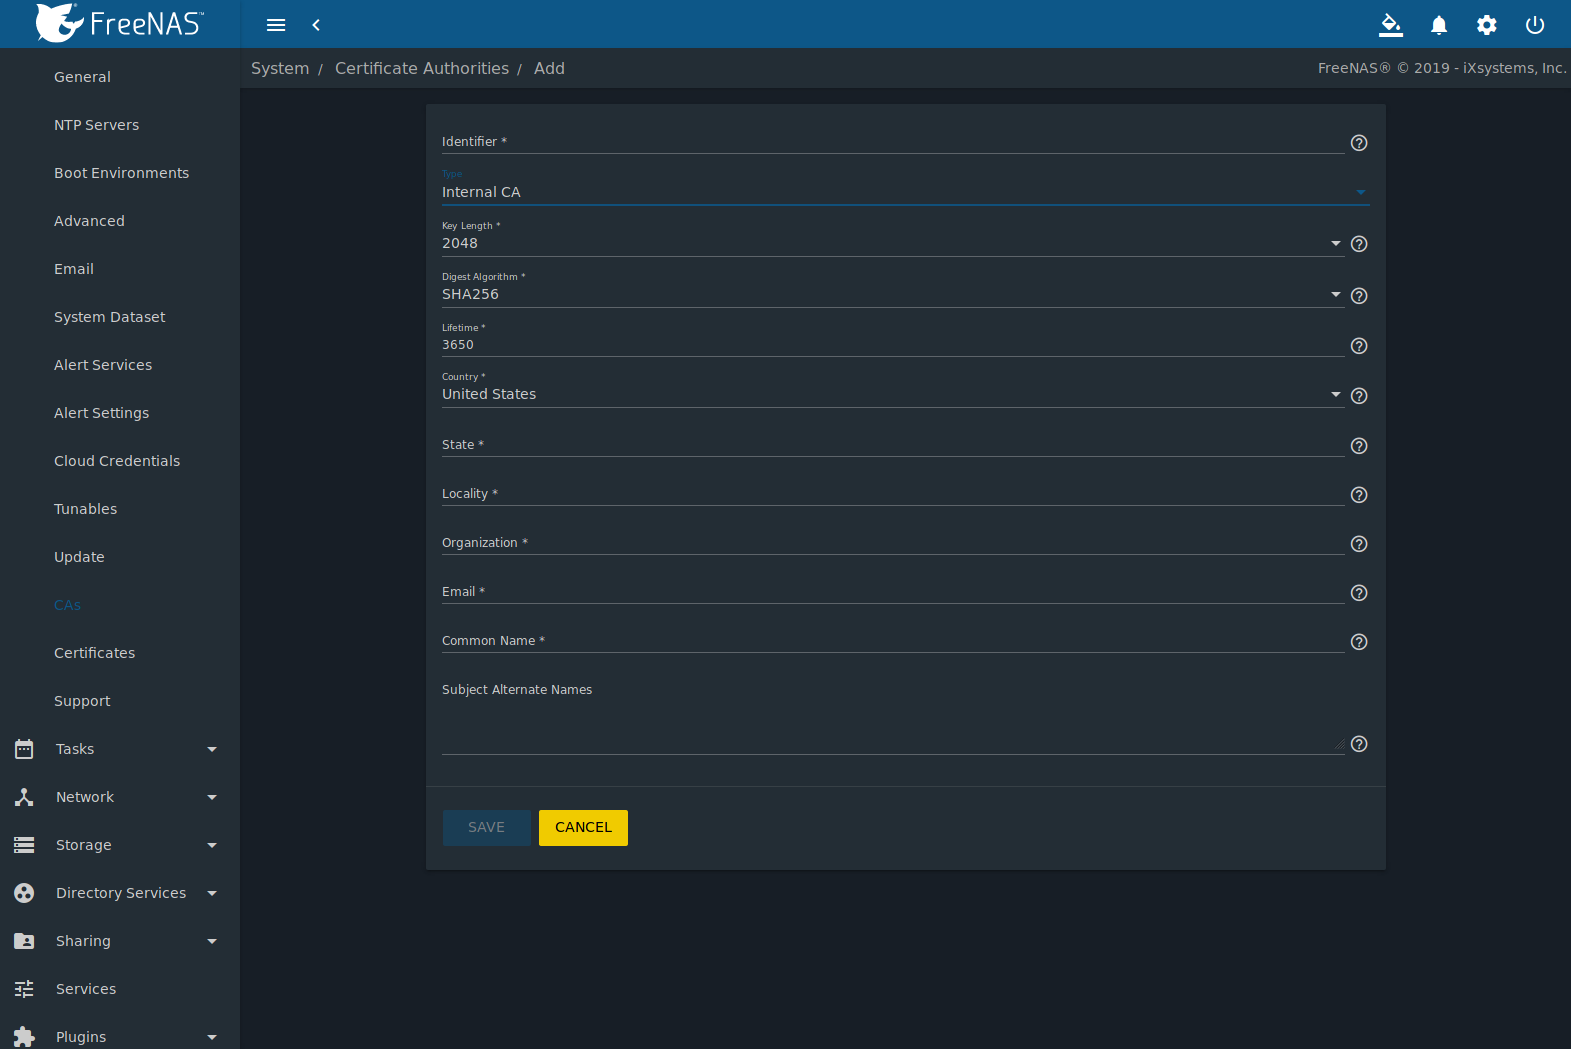 FreeNAS™
System / Certificate Authorities / Add
FreeNAS® © 2019 - iXsystems, Inc.
General
NTP Servers
Boot Environments
Advanced
Email
System Dataset
Alert Services
Alert Settings
Cloud Credentials
Tunables
Update
CAs
Certificates
Support
Tasks
Network
Storage
Directory Services
Sharing
Services
Plugins
Identifier *
Type
Internal CA
Key Length *
2048
Digest Algorithm *
SHA256
Lifetime *
3650
Country *
United States
State *
Locality *
Organization *
Email *
Common Name *
Subject Alternate Names
SAVE
CANCEL